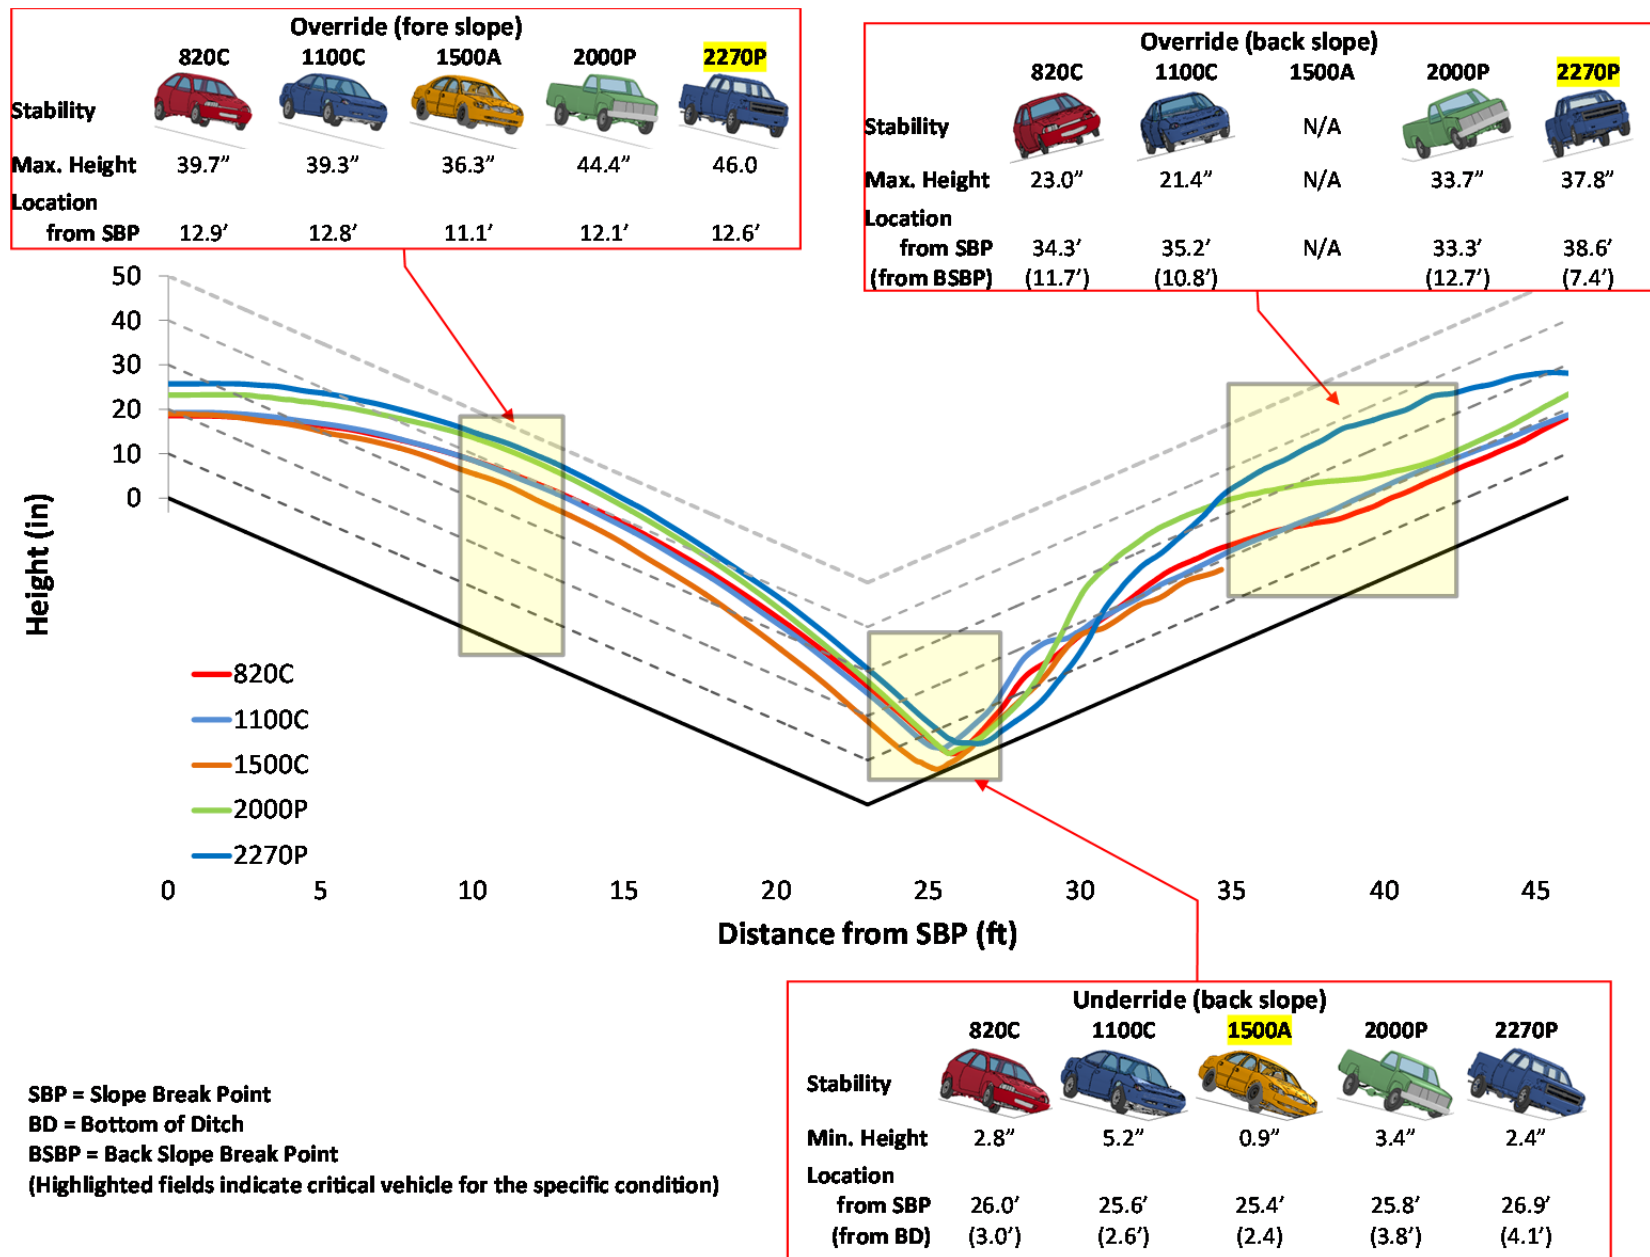 Override (fore slope)
820C 1100C 1500A 2000P 2270P
Stability
Max. Height 39.7” 39.3” 36.3” 44.4” 46.0
Location
from SBP 12.9’ 12.8’ 11.1’ 12.1’ 12.6’
Override (back slope)
820C 1100C 1500A 2000P 2270P
Stability N/A
Max. Height 23.0” 21.4” N/A 33.7” 37.8”
Location
from SBP 34.3’ 35.2’ N/A 33.3’ 38.6’
(from BSBP) (11.7’) (10.8’) (12.7’) (7.4’)
50
40
30
20
10
0
Height (in)
820C
1100C
1500C
2000P
2270P
0 5 10 15 20 25 30 35 40 45
Distance from SBP (ft)
Underride (back slope)
820C 1100C 1500A 2000P 2270P
Stability
Min. Height 2.8” 5.2” 0.9” 3.4” 2.4”
Location
from SBP 26.0’ 25.6’ 25.4’ 25.8’ 26.9’
(from BD) (3.0’) (2.6’) (2.4) (3.8’) (4.1’)
SBP = Slope Break Point
BD = Bottom of Ditch
BSBP = Back Slope Break Point
(Highlighted fields indicate critical vehicle for the specific condition)